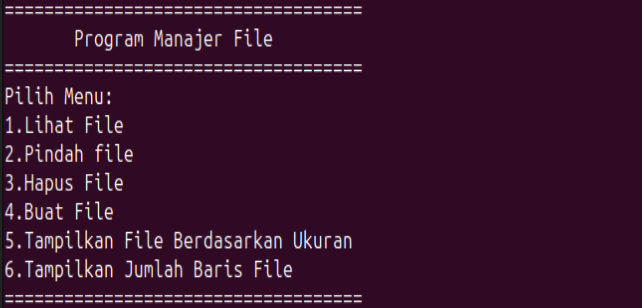 ====================================
Program Manajer File
====================================
Pilih Menu:
1.Lihat File
2.Pindah file
3.Hapus File
4.Buat File
5.Tampilkan File Berdasarkan Ukuran
6.Tampilkan Jumlah Baris File
====================================